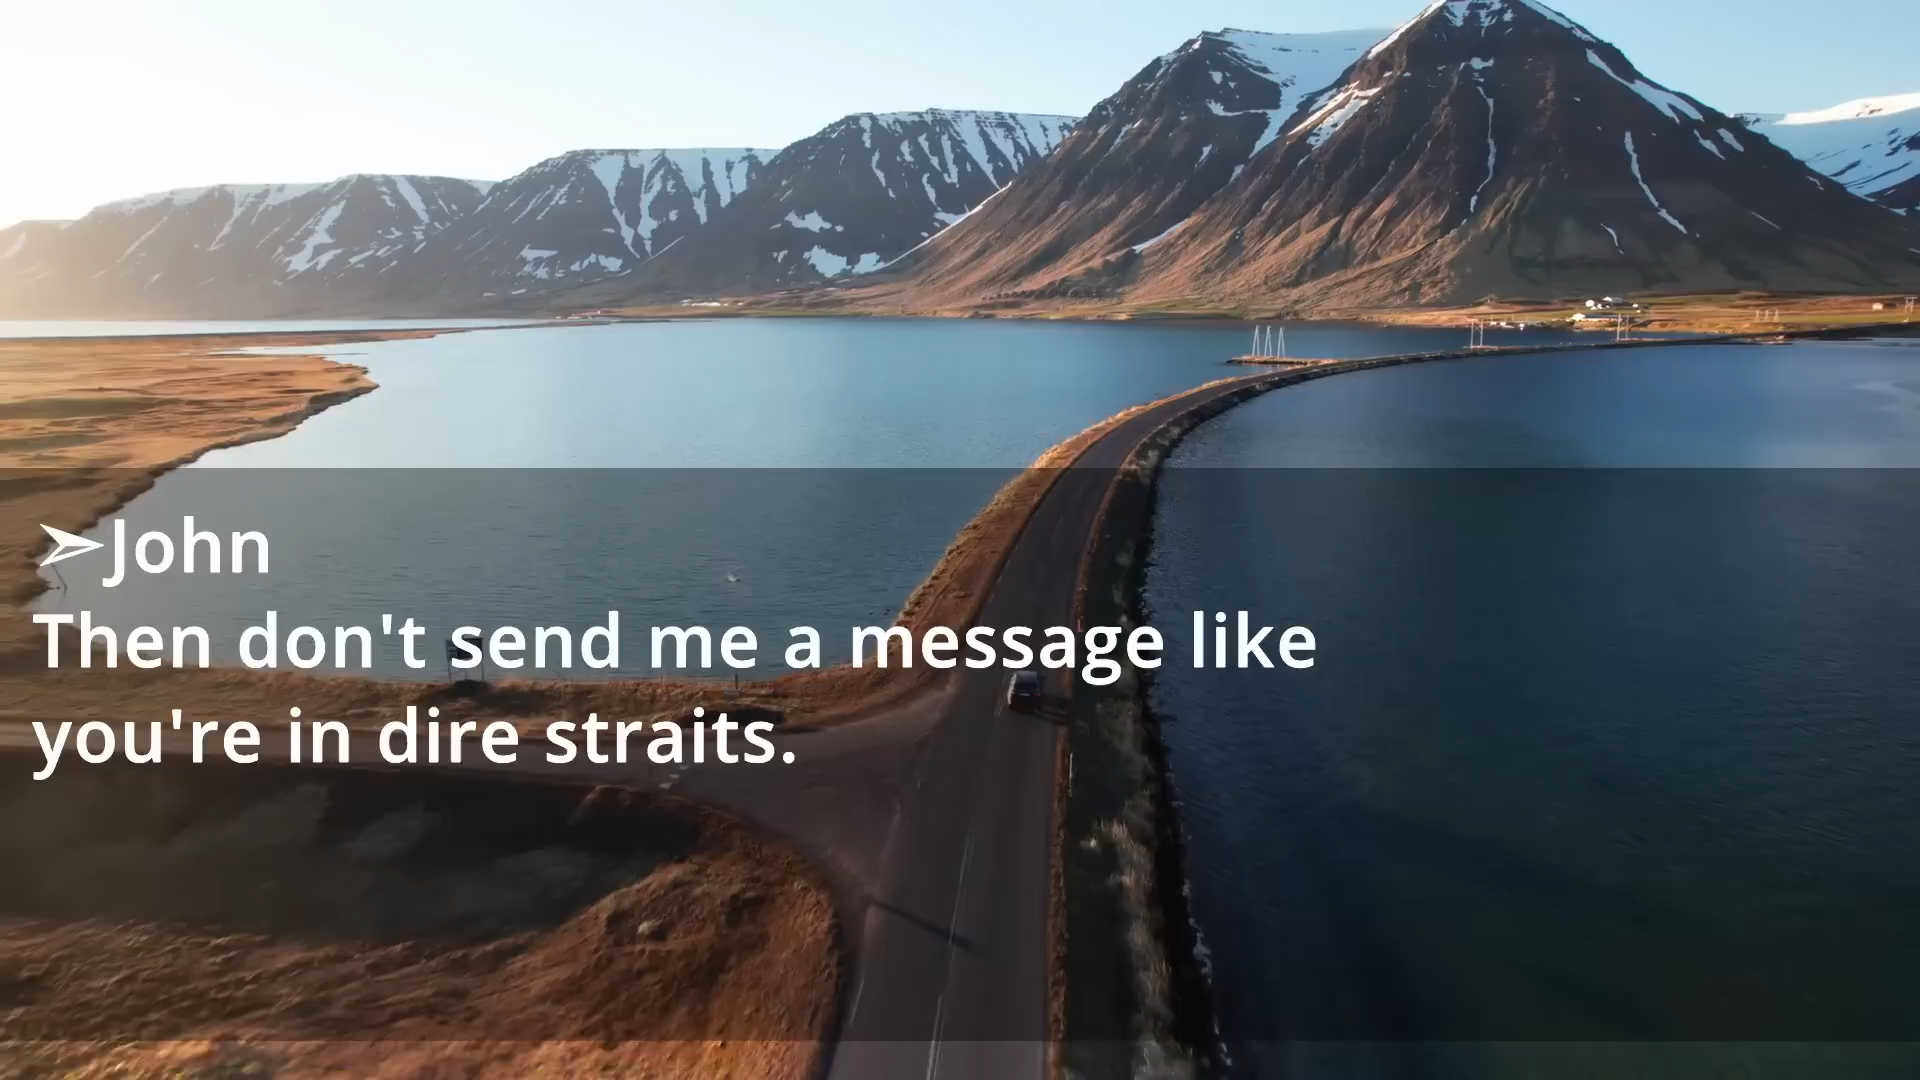 ➢John
Then don't send me a message like
you're in dire straits.